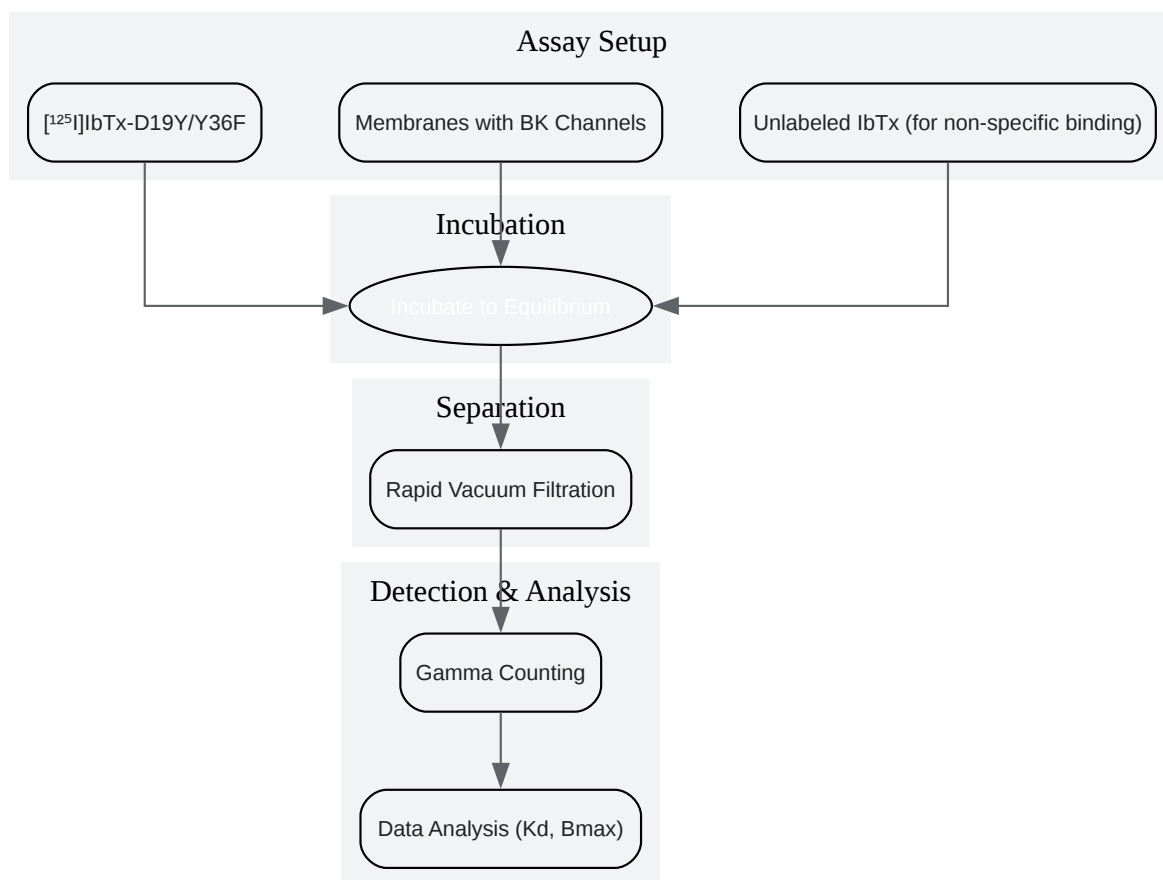 Assay Setup
[¹²⁵I]IbTx-D19Y/Y36F
Membranes with BK Channels
Unlabeled IbTx (for non-specific binding)
Incubation
Incubate to Equilibrium
Separation
Rapid Vacuum Filtration
Detection & Analysis
Gamma Counting
Data Analysis (Kd, Bmax)